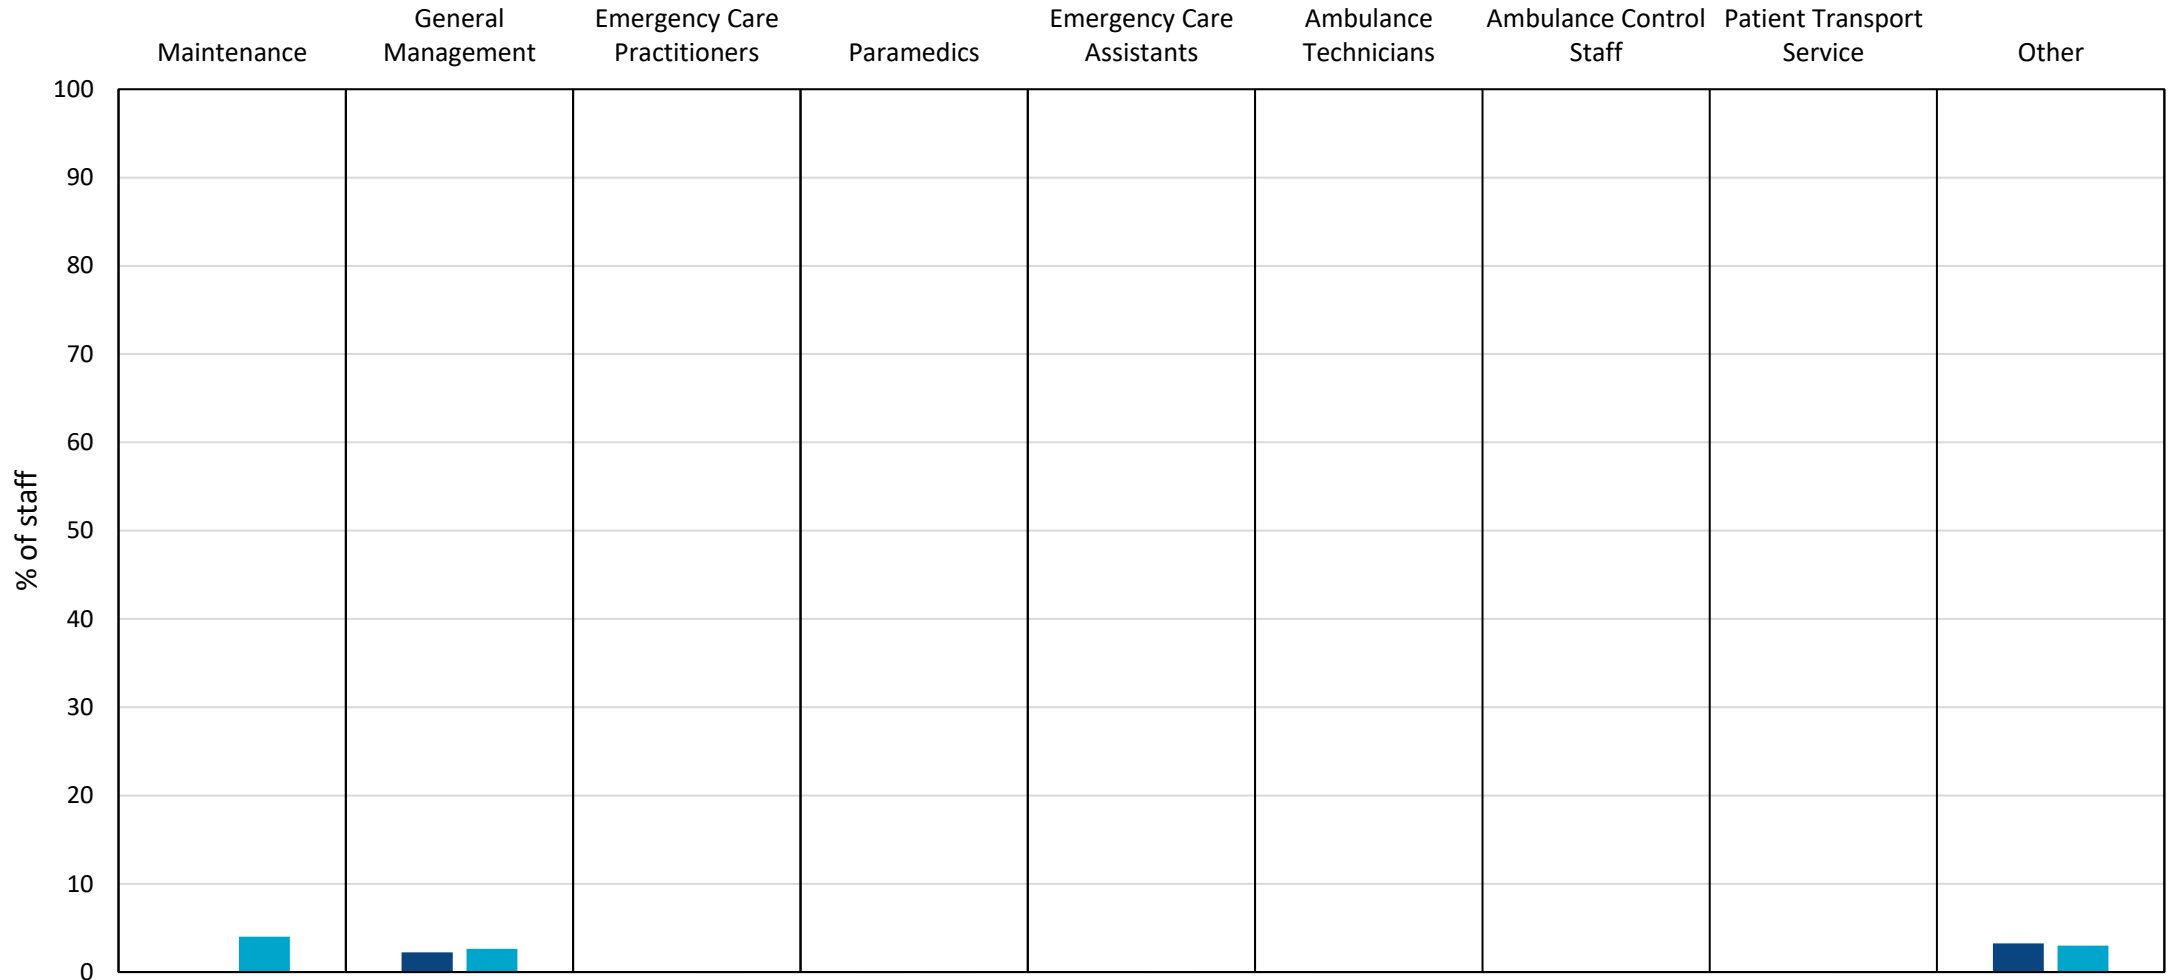 Maintenance
General
Management
Emergency Care
Practitioners
Paramedics
Emergency Care
Assistants
Ambulance
Technicians
Ambulance Control
Staff
Patient Transport
Service
Other
100
90
80
70
60
50
40
30
20
10
0
% of staff